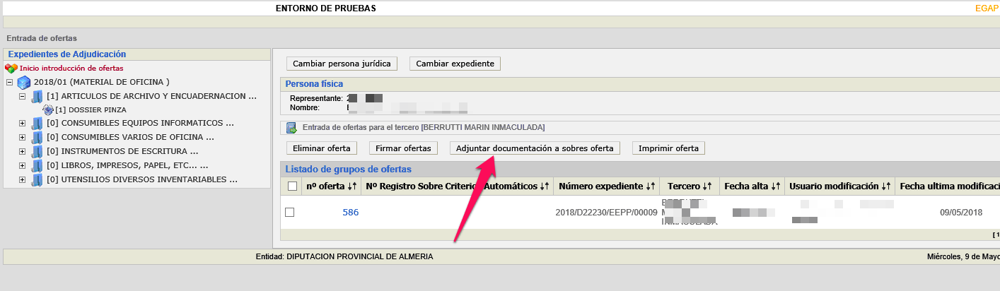 ENTORNO DE PRUEBAS
EGAP
Entrada de ofertas
Expedientes de Adjudicación
Inicio introducción de ofertas
2018/01 (MATERIAL DE OFICINA )
[1] ARTICULOS DE ARCHIVO Y ENCUADERNACION ...
[1] DOSSIER PINZA
[0] CONSUMIBLES EQUIPOS INFORMATICOS ...
[0] CONSUMIBLES VARIOS DE OFICINA ...
[0] INSTRUMENTOS DE ESCRITURA ...
[0] LIBROS, IMPRESOS, PAPEL, ETC... ...
[0] UTENSILIOS DIVERSOS INVENTARIABLES ...
Cambiar persona jurídica Cambiar expediente
Persona física
Representante:
Nombre:
Entrada de ofertas para el tercero [BERRUTTI MARIN INMACULADA]
Eliminar oferta Firmar ofertas Adjuntar documentación a sobres oferta Imprimir oferta
Listado de grupos de ofertas
nº oferta Nº Registro Sobre Criterios Automáticos Número expediente Tercero Fecha alta Usuario modificación Fecha ultima modificaci
586 2018/D22230/EEPP/00009 09/05/2018
[ 1
Entidad: DIPUTACION PROVINCIAL DE ALMERIA Miércoles, 9 de Mayo